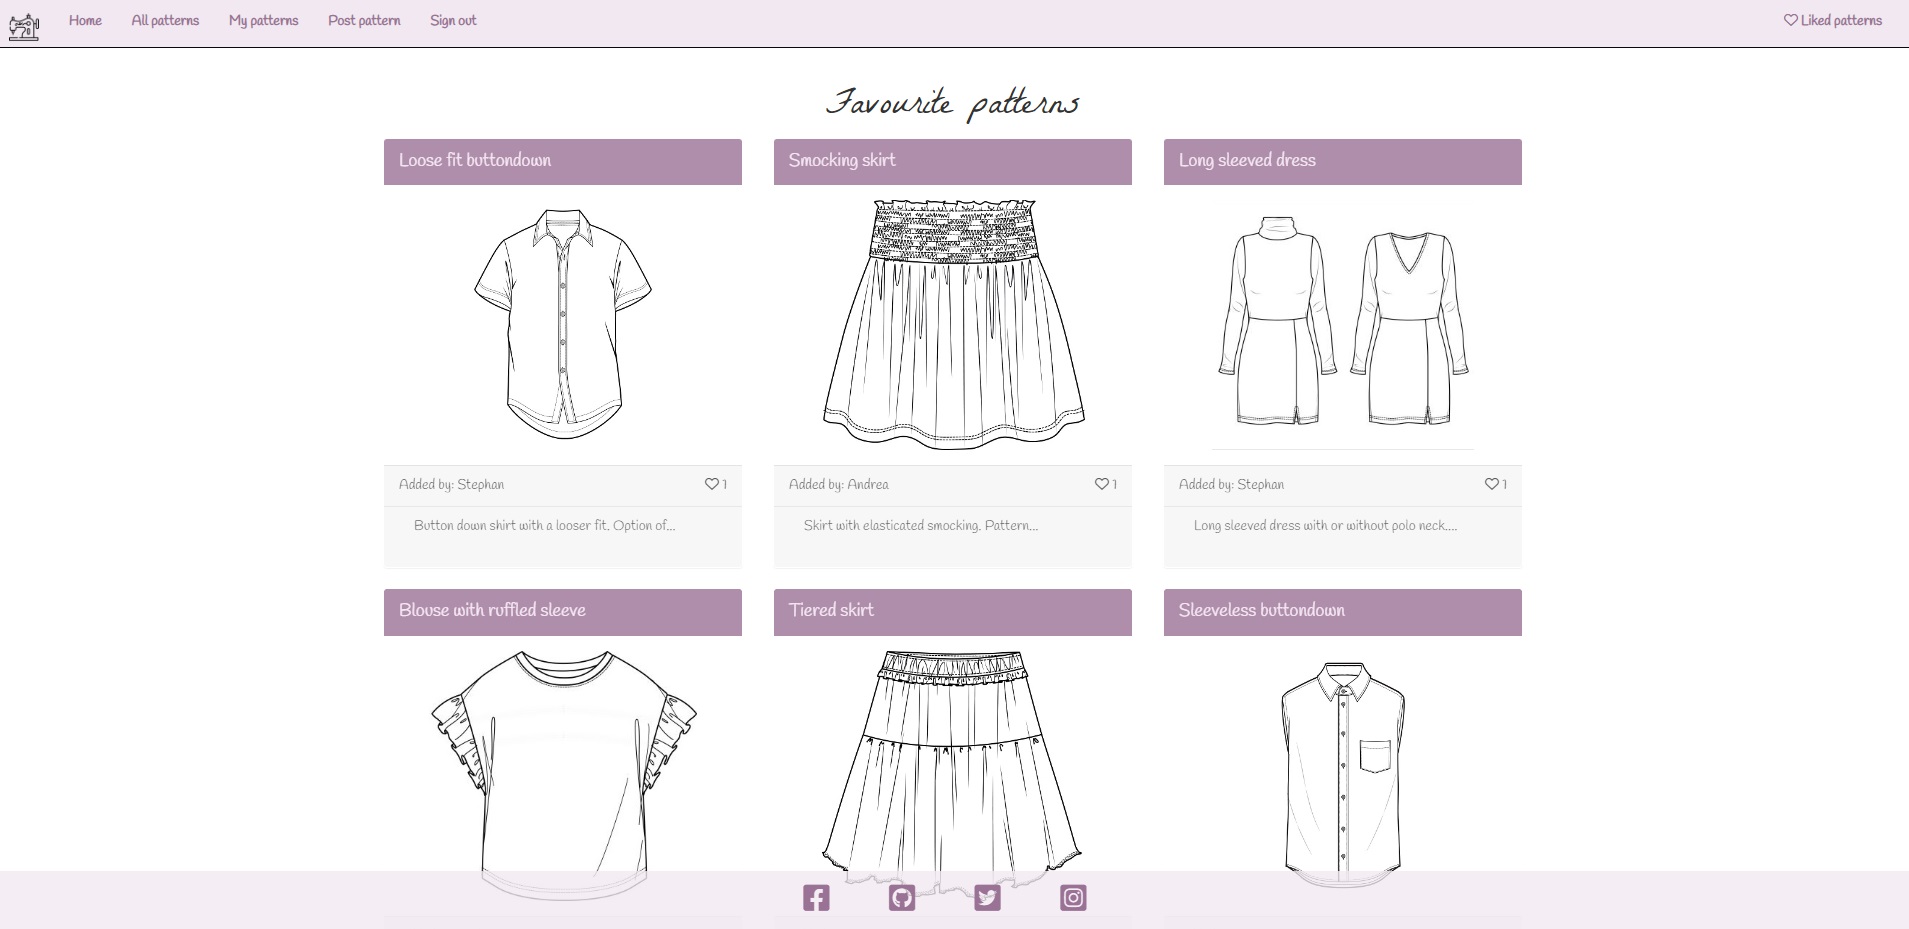 Home All patterns My patterns Post pattern Sign out Liked patterns
Favourite patterns
Loose fit buttondown
Smocking skirt
Long sleeved dress
Added by: Stephan 1
Added by: Andrea 1
Added by: Stephan 1
Button down shirt with a looser fit. Option of...
Skirt with elasticated smocking. Pattern...
Long sleeved dress with or without polo neck....
Blouse with ruffled sleeve
Tiered skirt
Sleeveless buttondown